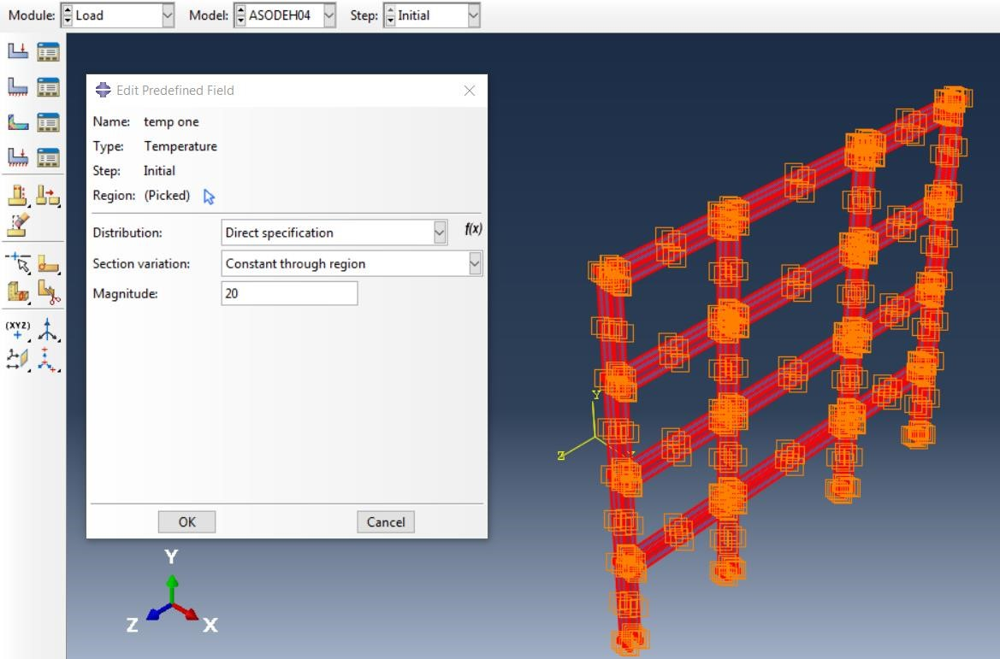 Module: Load Model: ASODEH04 Step: Initial
Edit Predefined Field
Name: temp one
Type: Temperature
Step: Initial
Region: (Picked)
Distribution: Direct specification f(x)
Section variation: Constant through region
Magnitude: 20
OK Cancel
(XYZ)
Y
Z
Y
Z X